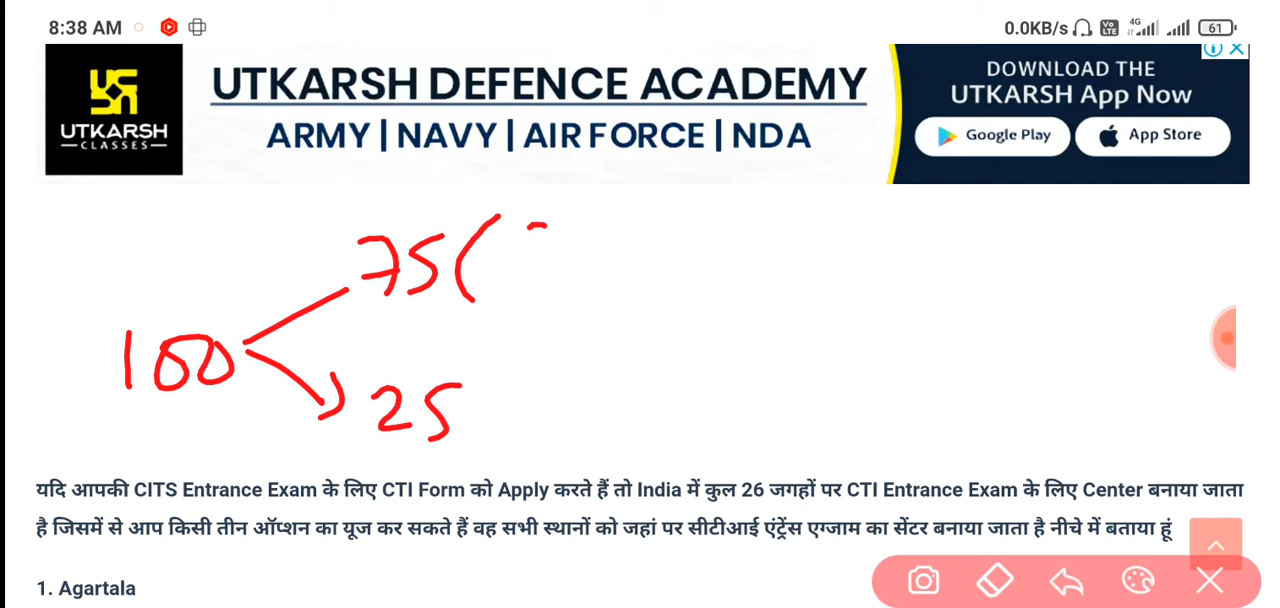 8:38 AM
0.0KB/s Vo LTE 4G 61
UTKARSH
CLASSES
UTKARSH DEFENCE ACADEMY
ARMY | NAVY | AIR FORCE | NDA
DOWNLOAD THE
UTKARSH App Now
Google Play App Store
75 (
100
25
यदि आपकी CITS Entrance Exam के लिए CTI Form को Apply करते हैं तो India में कुल 26 जगहों पर CTI Entrance Exam के लिए Center बनाया जाता
है जिसमें से आप किसी तीन ऑप्शन का यूज कर सकते हैं वह सभी स्थानों को जहां पर सीटीआई एंट्रेंस एग्जाम का सेंटर बनाया जाता है नीचे में बताया हूं
1. Agartala